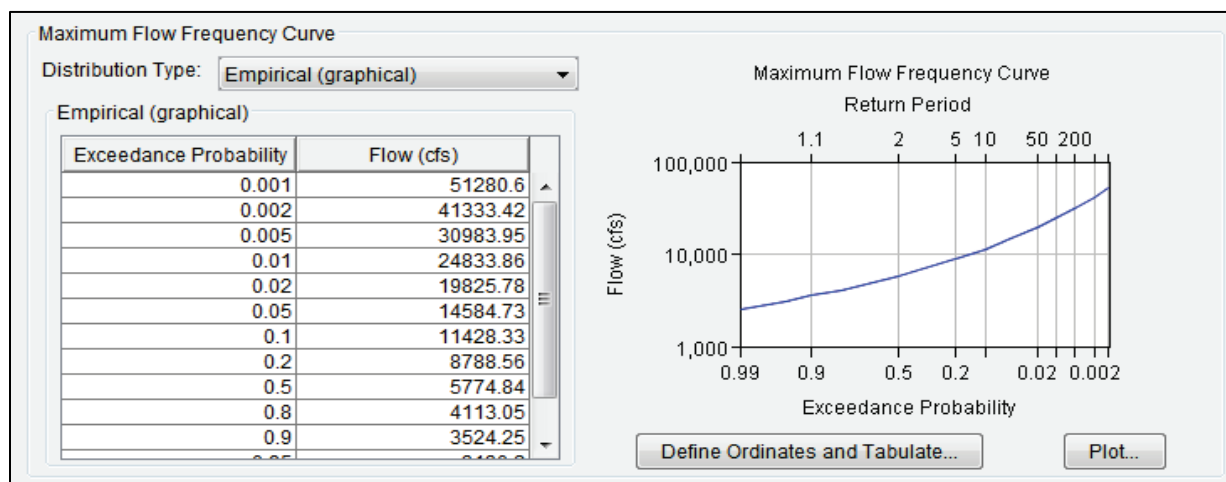 Maximum Flow Frequency Curve
Distribution Type: Empirical (graphical)
Empirical (graphical)
Exceedance Probability Flow (cfs)
0.001 51280.6
0.002 41333.42
0.005 30983.95
0.01 24833.86
0.02 19825.78
0.05 14584.73
0.1 11428.33
0.2 8788.56
0.5 5774.84
0.8 4113.05
0.9 3524.25
Maximum Flow Frequency Curve
Return Period
1.1 2 5 10 50 200
100,000
10,000
1,000
Flow (cfs)
0.99 0.9 0.5 0.2 0.02 0.002
Exceedance Probability
Define Ordinates and Tabulate... Plot...